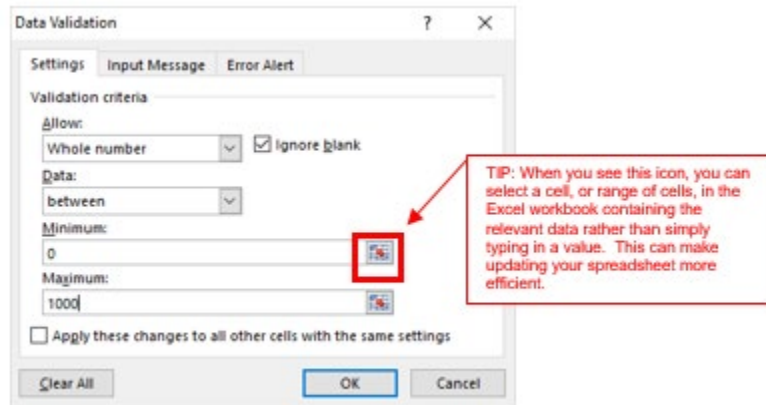 Data Validation ? ×
Settings Input Message Error Alert
Validation criteria
Allow:
Whole number Ignore blank
Data:
between
Minimum:
0
Maximum:
1000
Apply these changes to all other cells with the same settings
Clear All OK Cancel
TIP: When you see this icon, you can
select a cell, or range of cells, in the
Excel workbook containing the
relevant data rather than simply
typing in a value. This can make
updating your spreadsheet more
efficient.